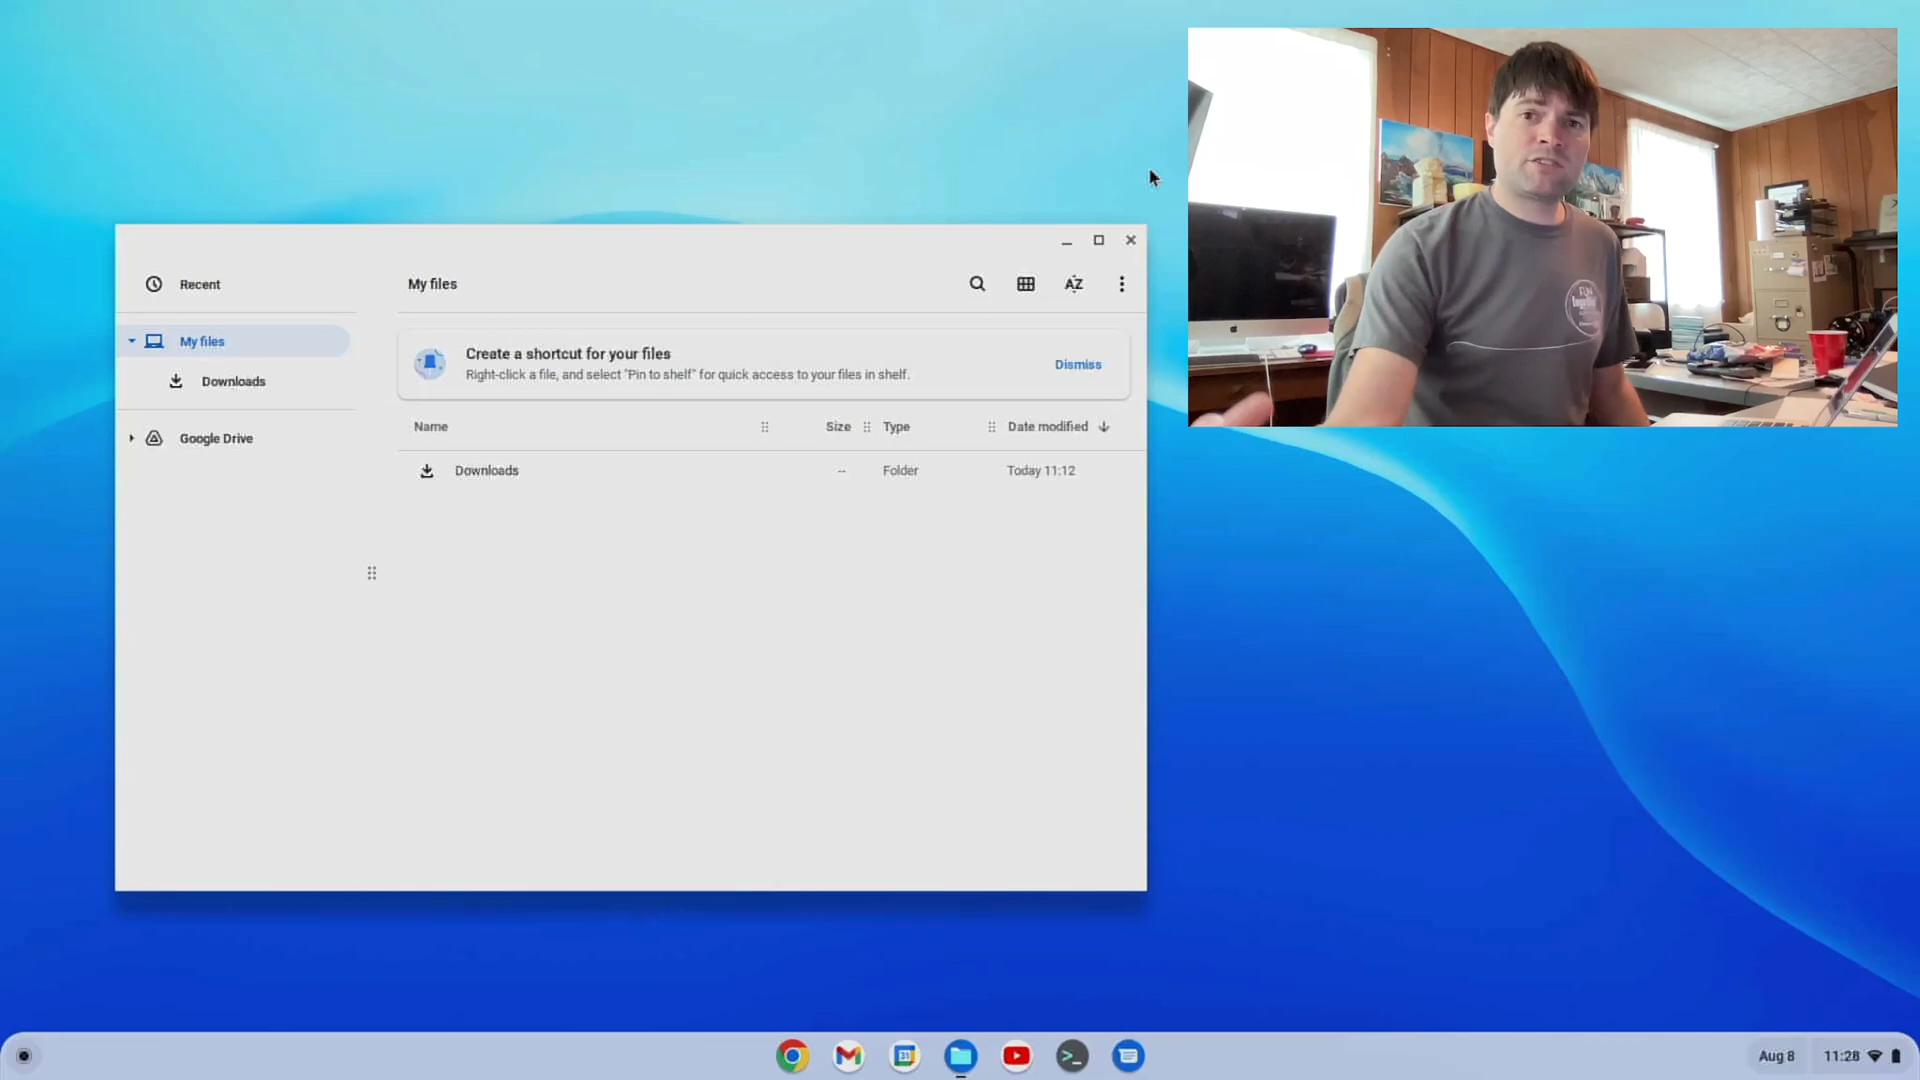 Recent
My files
My files
Downloads
Google Drive
AZ
Create a shortcut for your files
Right-click a file, and select "Pin to shelf" for quick access to your files in shelf.
Dismiss
Name
Size
Type
Date modified
Downloads
--
Folder
Today 11:12
31
Aug 8
11:28